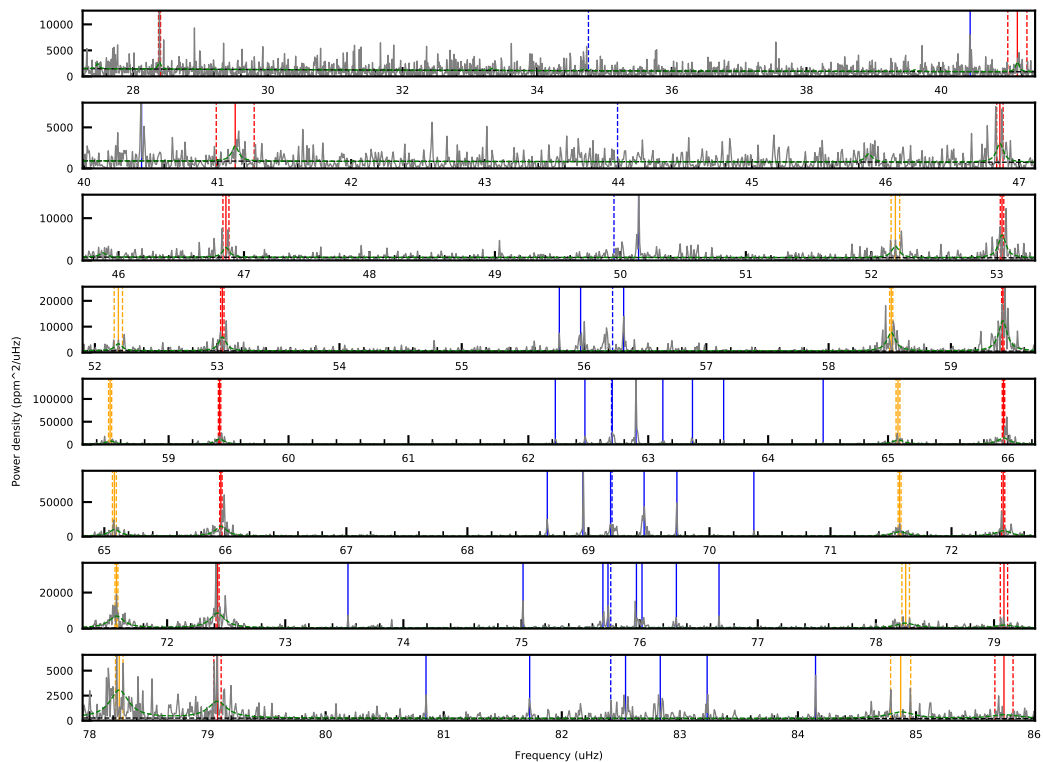 10000
5000
0
28 30 32 34 36 38 40
5000
0
40 41 42 43 44 45 46 47
10000
0
46 47 48 49 50 51 52 53
20000
10000
0
52 53 54 55 56 57 58 59
100000
50000
0
59 60 61 62 63 64 65 66
Power density (ppm^2/uHz)
50000
0
65 66 67 68 69 70 71 72
20000
0
72 73 74 75 76 77 78 79
5000
2500
0
78 79 80 81 82 83 84 85 86
Frequency (uHz)